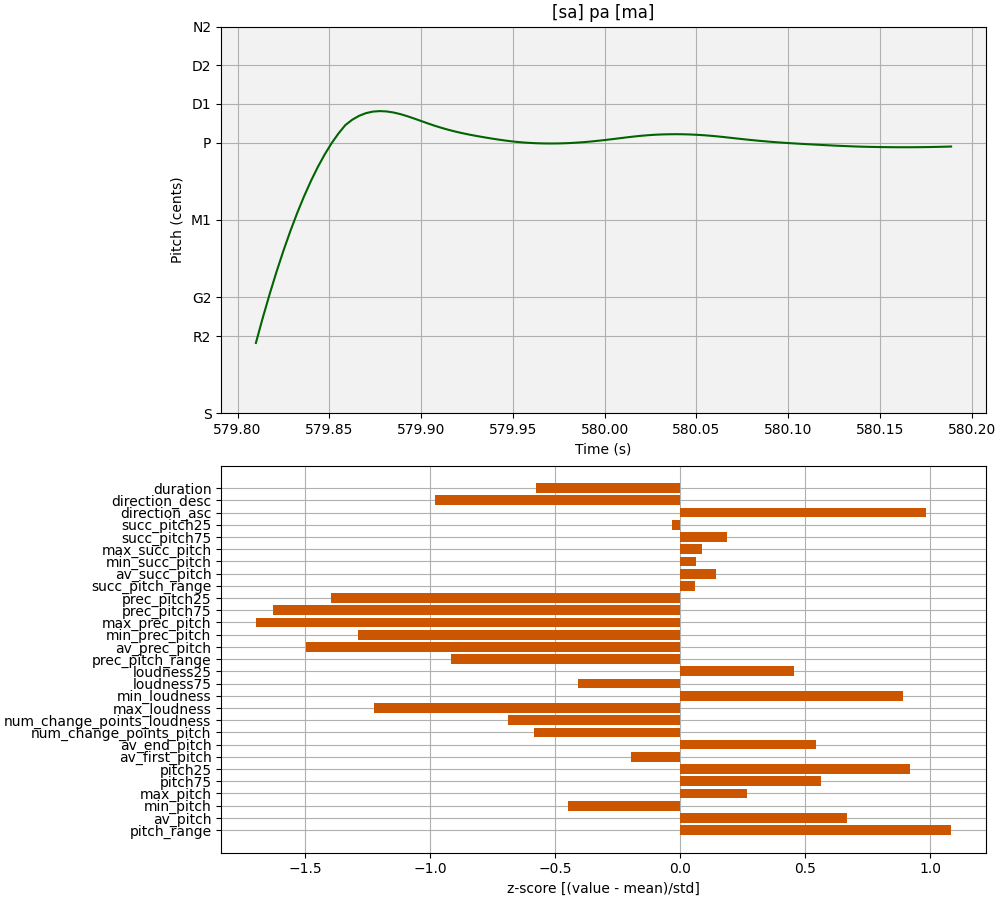 [sa] pa [ma]
N2
D2
D1
P
M1
G2
R2
S
Pitch (cents)
579.80 579.85 579.90 579.95 580.00 580.05 580.10 580.15 580.20
Time (s)
duration
direction_desc
direction_asc
succ_pitch25
succ_pitch75
max_succ_pitch
min_succ_pitch
av_succ_pitch
succ_pitch_range
prec_pitch25
prec_pitch75
max_prec_pitch
min_prec_pitch
av_prec_pitch
prec_pitch_range
loudness25
loudness75
min_loudness
max_loudness
num_change_points_loudness
num_change_points_pitch
av_end_pitch
av_first_pitch
pitch25
pitch75
max_pitch
min_pitch
av_pitch
pitch_range
−1.5 −1.0 −0.5 0.0 0.5 1.0
z-score [(value - mean)/std]